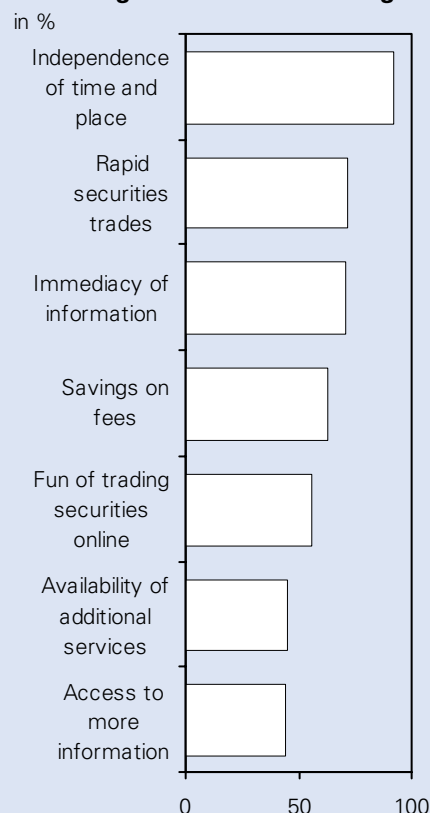 in %
Independence
of time and
place
Rapid
securities
trades
Immediacy of
information
Savings on
fees
Fun of trading
securities
online
Availability of
additional
services
Access to
more
information
0 50 100